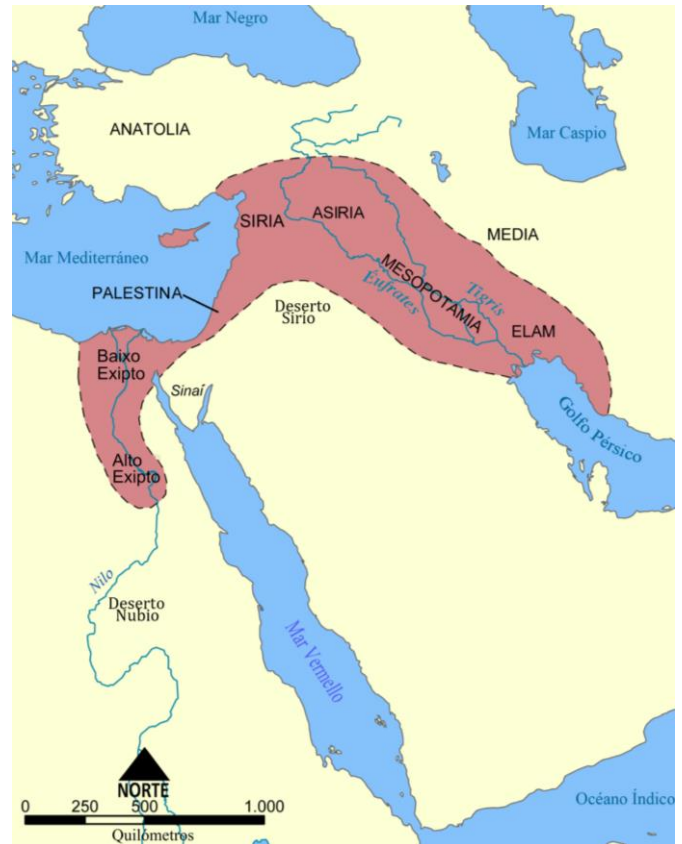 Mar Negro
Mar Caspio
ANATOLIA
SIRIA
ASIRIA
MEDIA
Mar Mediterráneo
MESOPOTAMIA
Tigris
Éufrates
PALESTINA
Deserto
Sirio
ELAM
Baixo
Exipto
Sinaí
Golfo Pérsico
Alto
Exipto
Nilo
Deserto
Nubio
Mar Vermello
NORTE
0 250 500 1.000
Quilómetros
Océano Índico